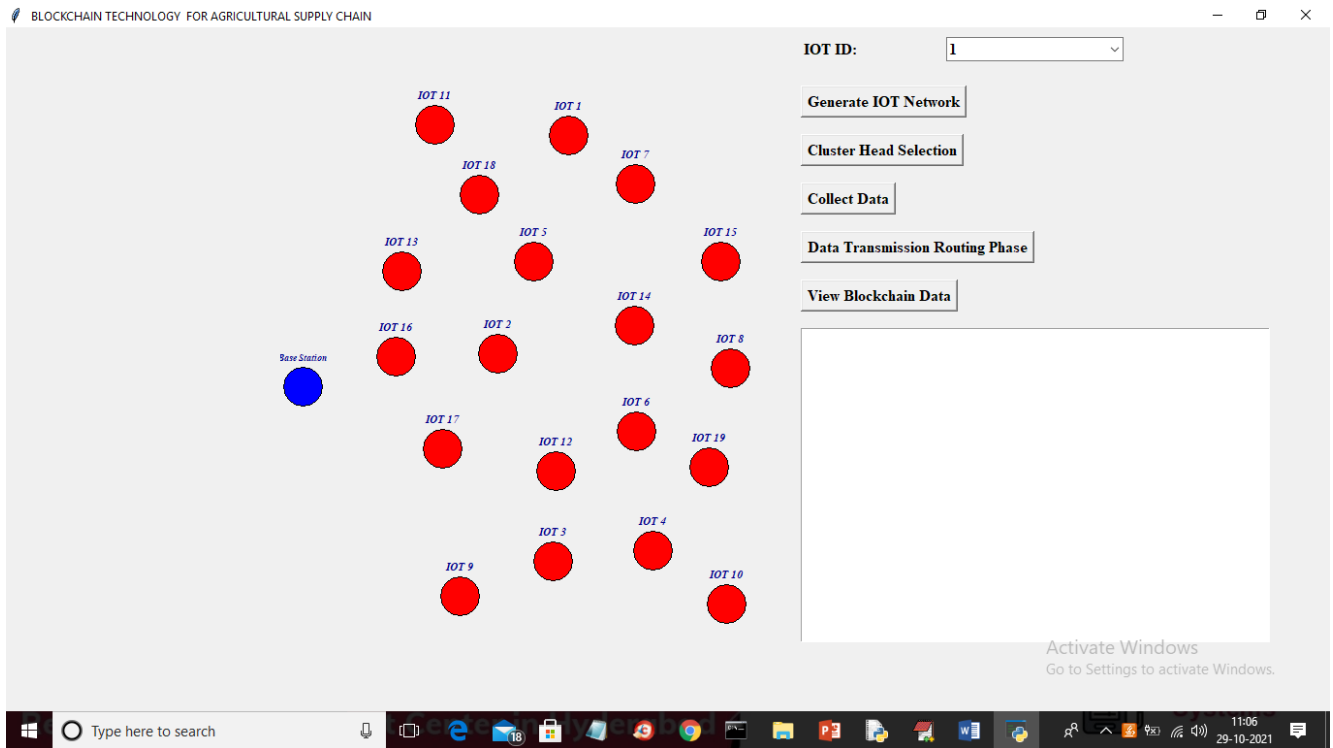 BLOCKCHAIN TECHNOLOGY FOR AGRICULTURAL SUPPLY CHAIN
IOT ID: 1
Generate IOT Network
Cluster Head Selection
Collect Data
Data Transmission Routing Phase
View Blockchain Data
IOT 11
IOT 1
IOT 7
IOT 18
IOT 5
IOT 15
IOT 13
IOT 14
IOT 16
IOT 2
IOT 8
Base Station
IOT 6
IOT 17
IOT 12
IOT 19
IOT 4
IOT 3
IOT 9
IOT 10
Activate Windows
Go to Settings to activate Windows.
Type here to search
18
11:06
29-10-2021